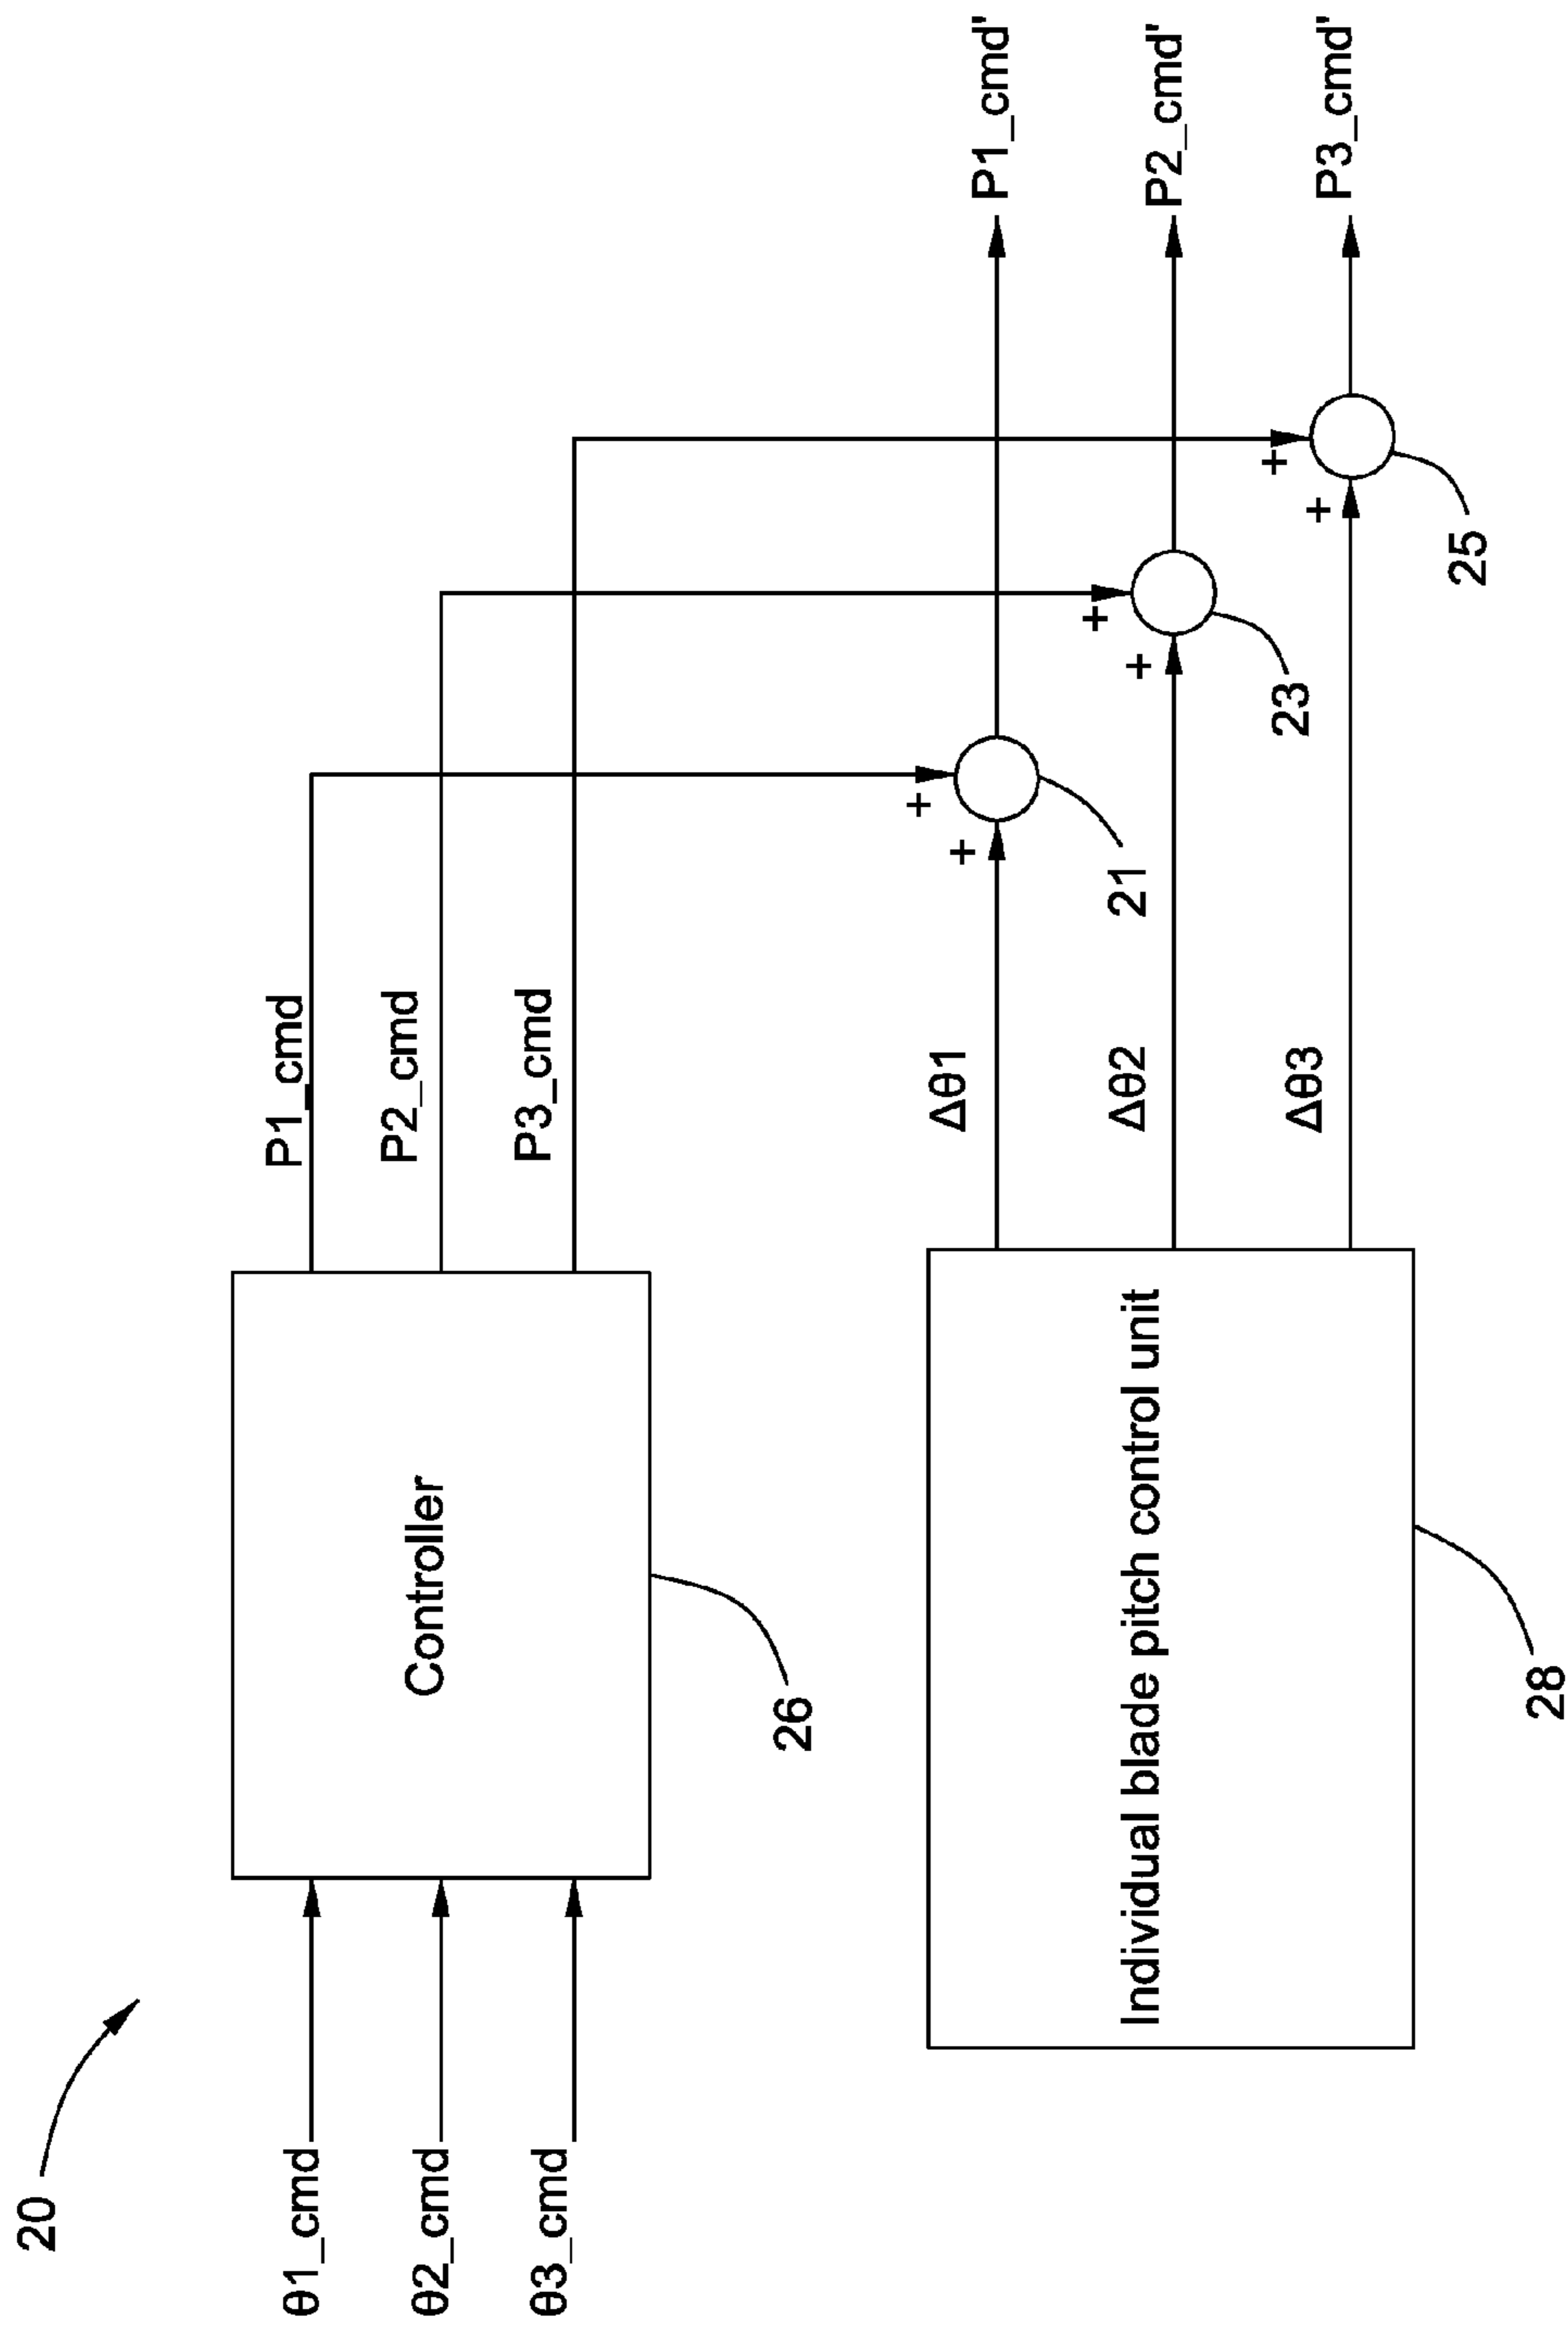 20
θ1_cmd
θ2_cmd
θ3_cmd
Controller
26
P1_cmd
P2_cmd
P3_cmd
Individual blade pitch control unit
28
Δθ1
Δθ2
Δθ3
+
+
21
+
+
23
+
+
25
P1_cmd'
P2_cmd'
P3_cmd'